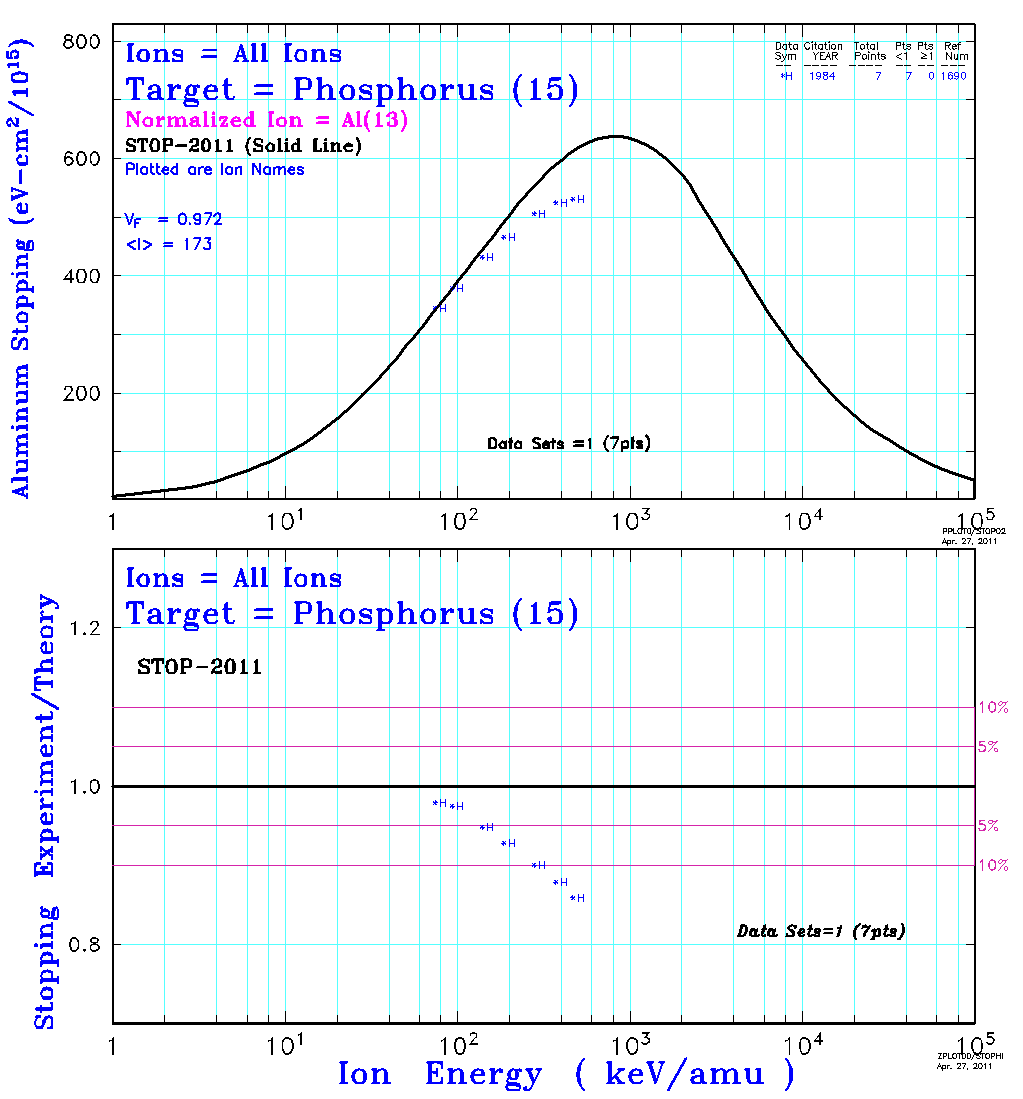 800
600
400
200
Aluminum Stopping (eV-cm²/10¹⁵)
Ions = All Ions
Target = Phosphorus (15)
Normalized Ion = Al(13)
STOP-2011 (Solid Line)
Plotted are Ion Names
V_F = 0.972
<I> = 173
Data Citation Total Pts Pts Ref
Sym YEAR Points <1 ≥1 Num
*H 1984 7 7 0 1690
*H
*H
*H
*H
*H
*H
*H
Data Sets =1 (7pts)
1 10¹ 10² 10³ 10⁴ 10⁵
PPLOT0/STOP02
Apr. 27, 2011
Ions = All Ions
Target = Phosphorus (15)
STOP-2011
1.2
1.0
0.8
Stopping Experiment/Theory
10%
5%
5%
10%
*H
*H
*H
*H
*H
*H
*H
Data Sets=1 (7pts)
1 10¹ 10² 10³ 10⁴ 10⁵
ZPLOT0D/STOPHI
Apr. 27, 2011
Ion Energy ( keV/amu )